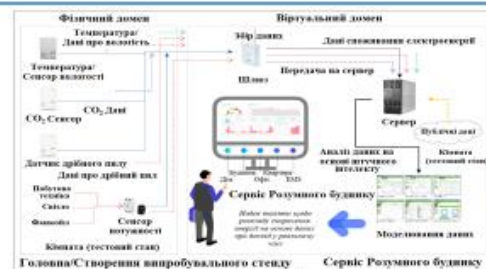 Фізичний домен
Віртуальний домен
Температура/
Дані про вологість
Збір даних
Дані споживання електроенергії
Температура/
Сенсор вологості
Шлюз
Передача на сервер
CO₂ Дані
CO₂ Сенсор
Сервер
Публічні дані
Аналіз даних на
основі штучного
інтелекту
Кімната
(тестовий стан)
Датчик дрібного пилу
Дані про дрібний пил
Дім
Офіс
Сервіс Розумного будинку
Побутова
техніка
Світло
Сенсор
потужності
Моделювання даних
Кімната (тестовий стан)
Головна/Створення випробувального стенду
Сервіс Розумного будинку